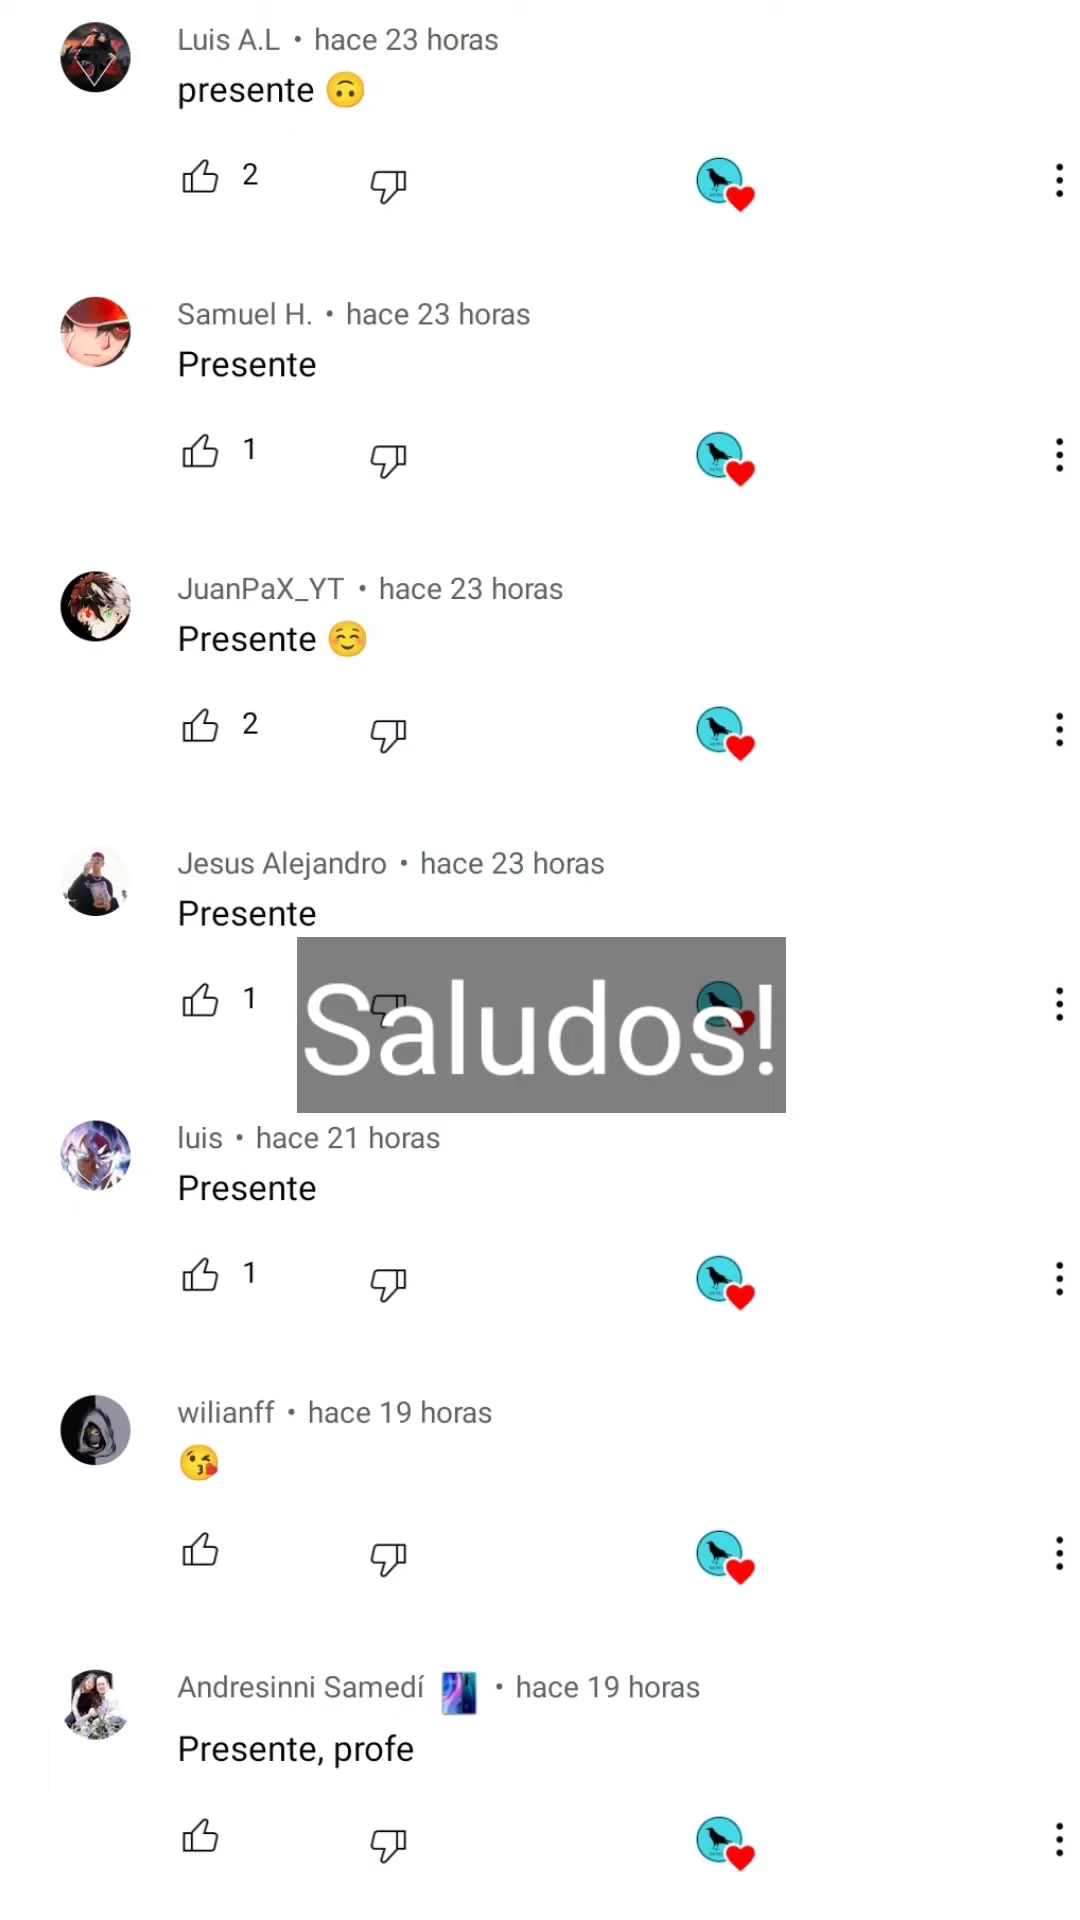 Luis A.L • hace 23 horas
presente 🙃
2
Samuel H. • hace 23 horas
Presente
1
JuanPaX_YT • hace 23 horas
Presente ☺️
2
Jesus Alejandro • hace 23 horas
Presente
1
Saludos!
luis • hace 21 horas
Presente
1
wilianff • hace 19 horas
😘
Andresinni Samedí • hace 19 horas
Presente, profe